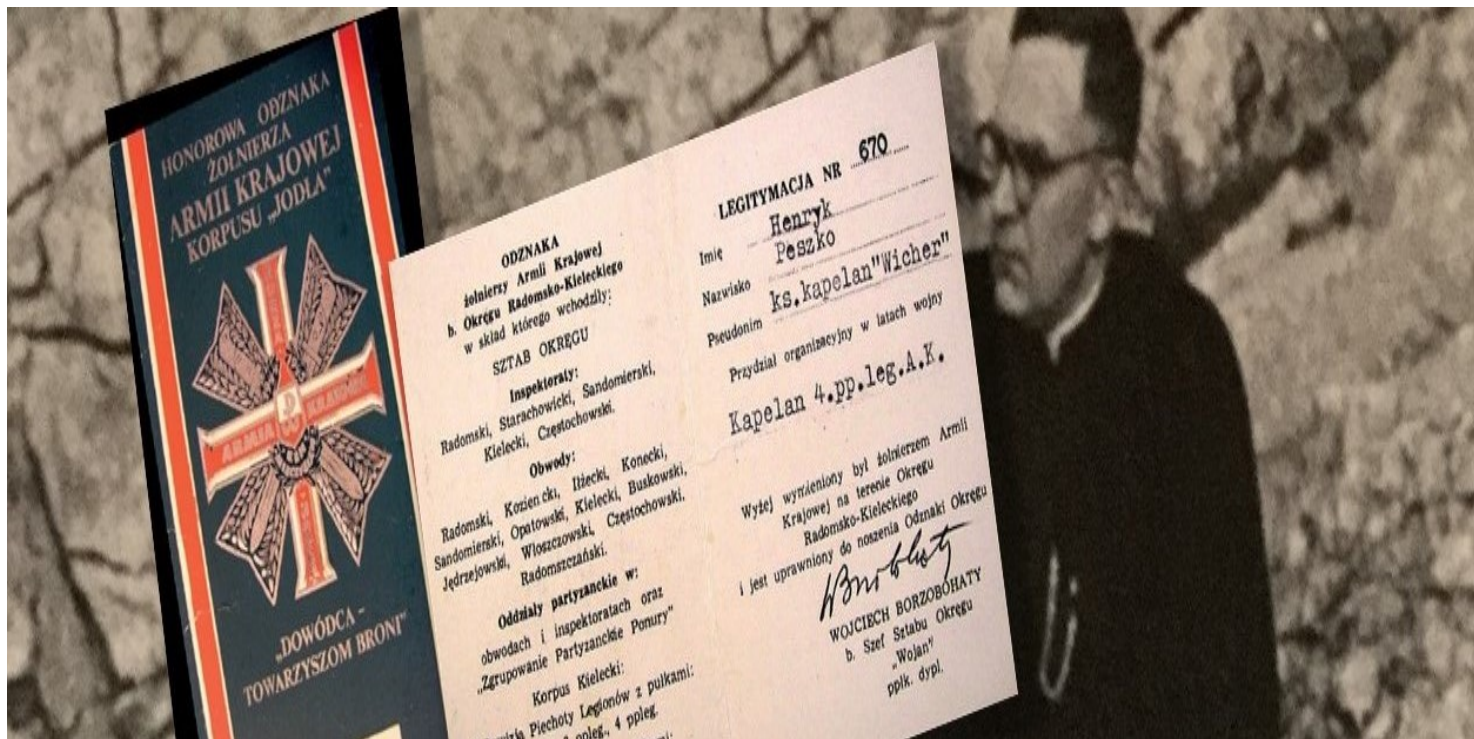 HONOROWA ODZNAKA
ŻOŁNIERZA
ARMII KRAJOWEJ
KORPUSU „JODŁA”
ARMIA KRAJOWA
„DOWÓDCA –
TOWARZYSZOM BRONI”
ODZNAKA
żołnierzy Armii Krajowej
b. Okręgu Radomsko-Kieleckiego
w skład którego wchodziły:
SZTAB OKRĘGU
Inspektoraty:
Radomski, Starachowicki, Sandomierski,
Kielecki, Częstochowski.
Obwody:
Radomski, Kozienicki, Iłżecki, Konecki,
Sandomierski, Opatowski, Kielecki, Buskowski,
Jędrzejowski, Włoszczowski, Częstochowski,
Radomszczański.
Oddziały partyzanckie w:
obwodach i inspektoratach oraz
„Zgrupowanie Partyzanckie Ponury”
Korpus Kielecki:
Piechoty Legionów z pułkami:
4 ppleg.
LEGITYMACJA NR 670
Imię Henryk
Nazwisko Peszko
Pseudonim ks.kapelan"Wicher"
Przydział organizacyjny w latach wojny
Kapelan 4.pp.leg.A.K.
Wyżej wymieniony był żołnierzem Armii
Krajowej na terenie Okręgu
Radomsko-Kieleckiego
i jest uprawniony do noszenia Odznaki Okręgu
WOJCIECH BORZOBOHATY
b. Szef Sztabu Okręgu
„Wojan”
ppłk. dypl.